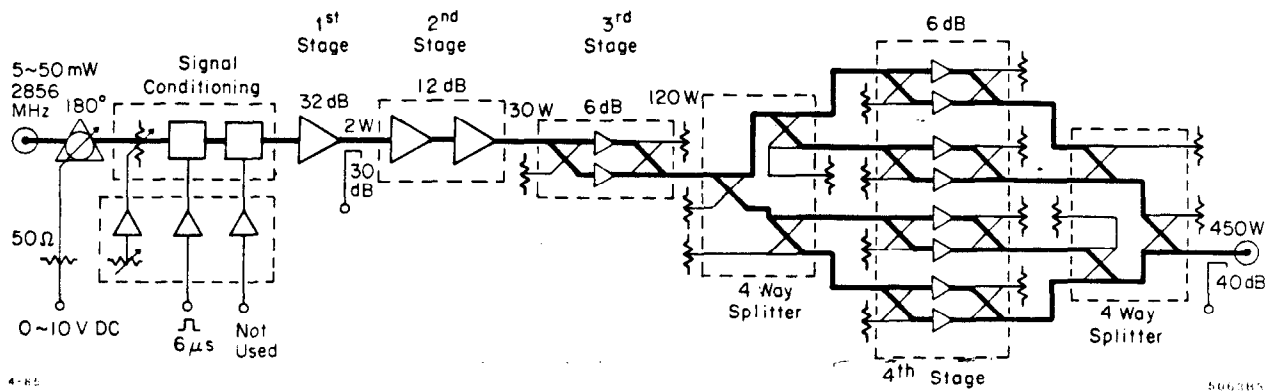 1st
Stage
2nd
Stage
3rd
Stage
6 dB
5~50 mW
2856
MHz
180°
Signal
Conditioning
32 dB
2W
30
dB
12 dB
30 W
6 dB
120 W
450 W
40 dB
50 Ω
0~10 V DC
6 μs
Not
Used
4 Way
Splitter
4 Way
Splitter
4th Stage
4-85
5063B5